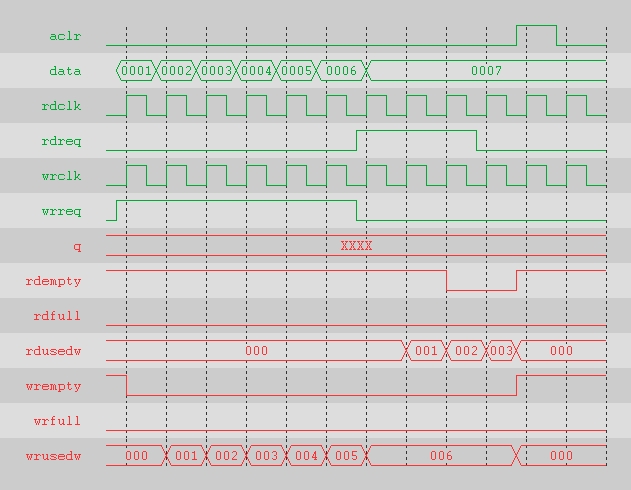 aclr
data 0001 0002 0003 0004 0005 0006 0007
rdclk
rdreq
wrclk
wrreq
q XXXX
rdempty
rdfull
rdusedw 000 001 002 003 000
wrempty
wrfull
wrusedw 000 001 002 003 004 005 006 000